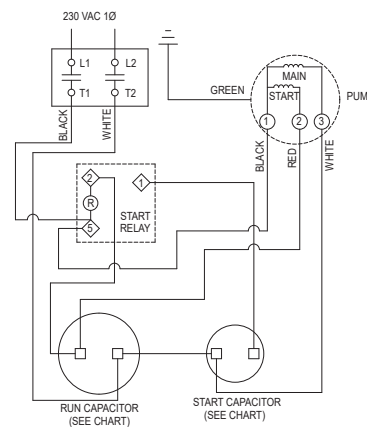 230 VAC 1Ø
L1
L2
T1
T2
BLACK
WHITE
GREEN
MAIN
START
PUM
1
2
3
BLACK
RED
WHITE
2
1
R
5
START
RELAY
RUN CAPACITOR
(SEE CHART)
START CAPACITOR
(SEE CHART)